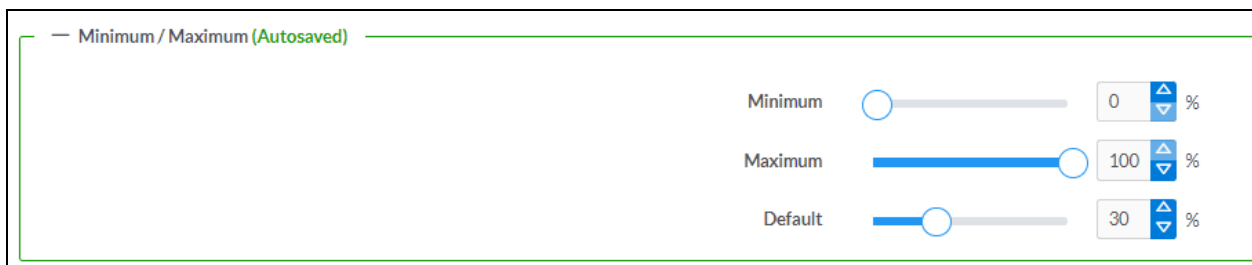 Minimum / Maximum (Autosaved)
Minimum 0 %
Maximum 100 %
Default 30 %